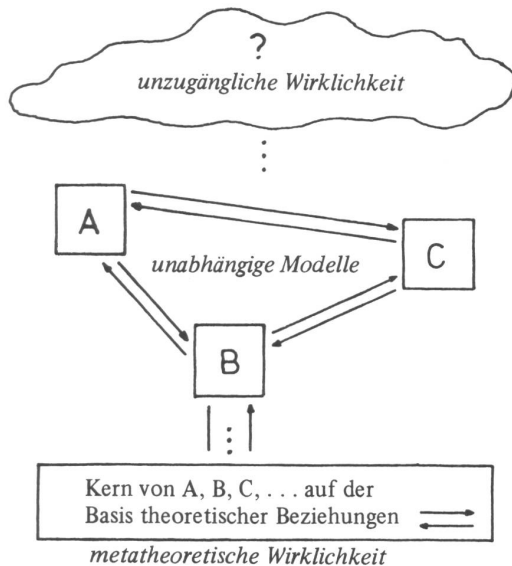 ?
unzugängliche Wirklichkeit
A
C
unabhängige Modelle
B
Kern von A, B, C, . . . auf der
Basis theoretischer Beziehungen
metatheoretische Wirklichkeit